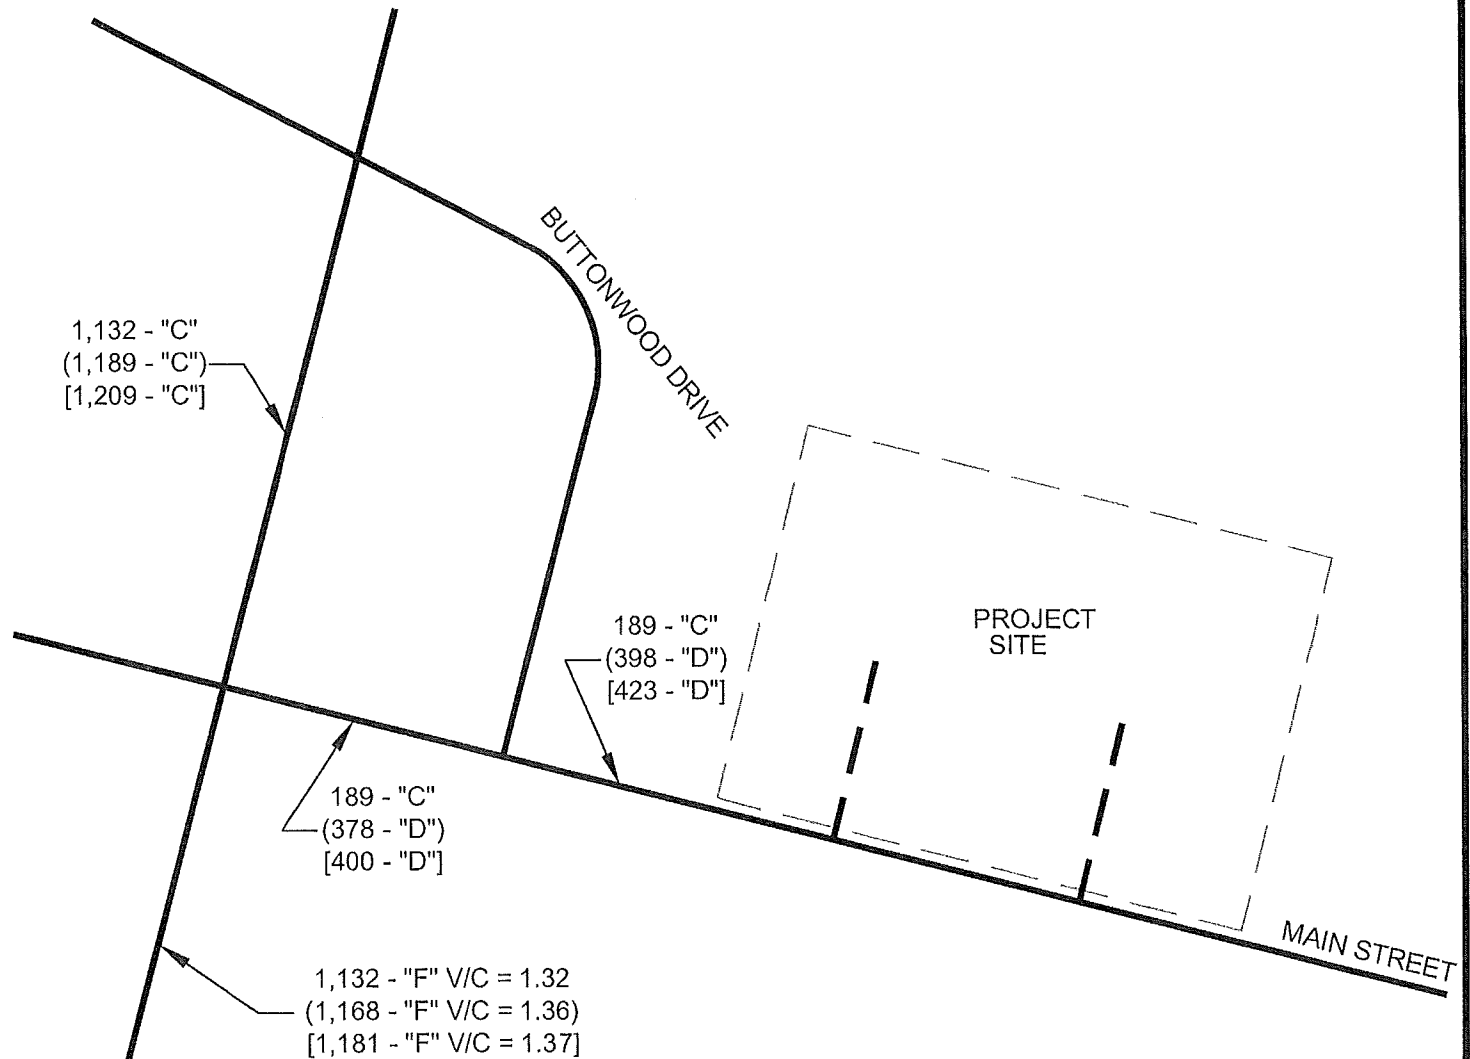 BUTTONWOOD DRIVE
1,132 - "C"
(1,189 - "C")
[1,209 - "C"]
189 - "C"
(398 - "D")
[423 - "D"]
PROJECT
SITE
189 - "C"
(378 - "D")
[400 - "D"]
MAIN STREET
1,132 - "F" V/C = 1.32
(1,168 - "F" V/C = 1.36)
[1,181 - "F" V/C = 1.37]